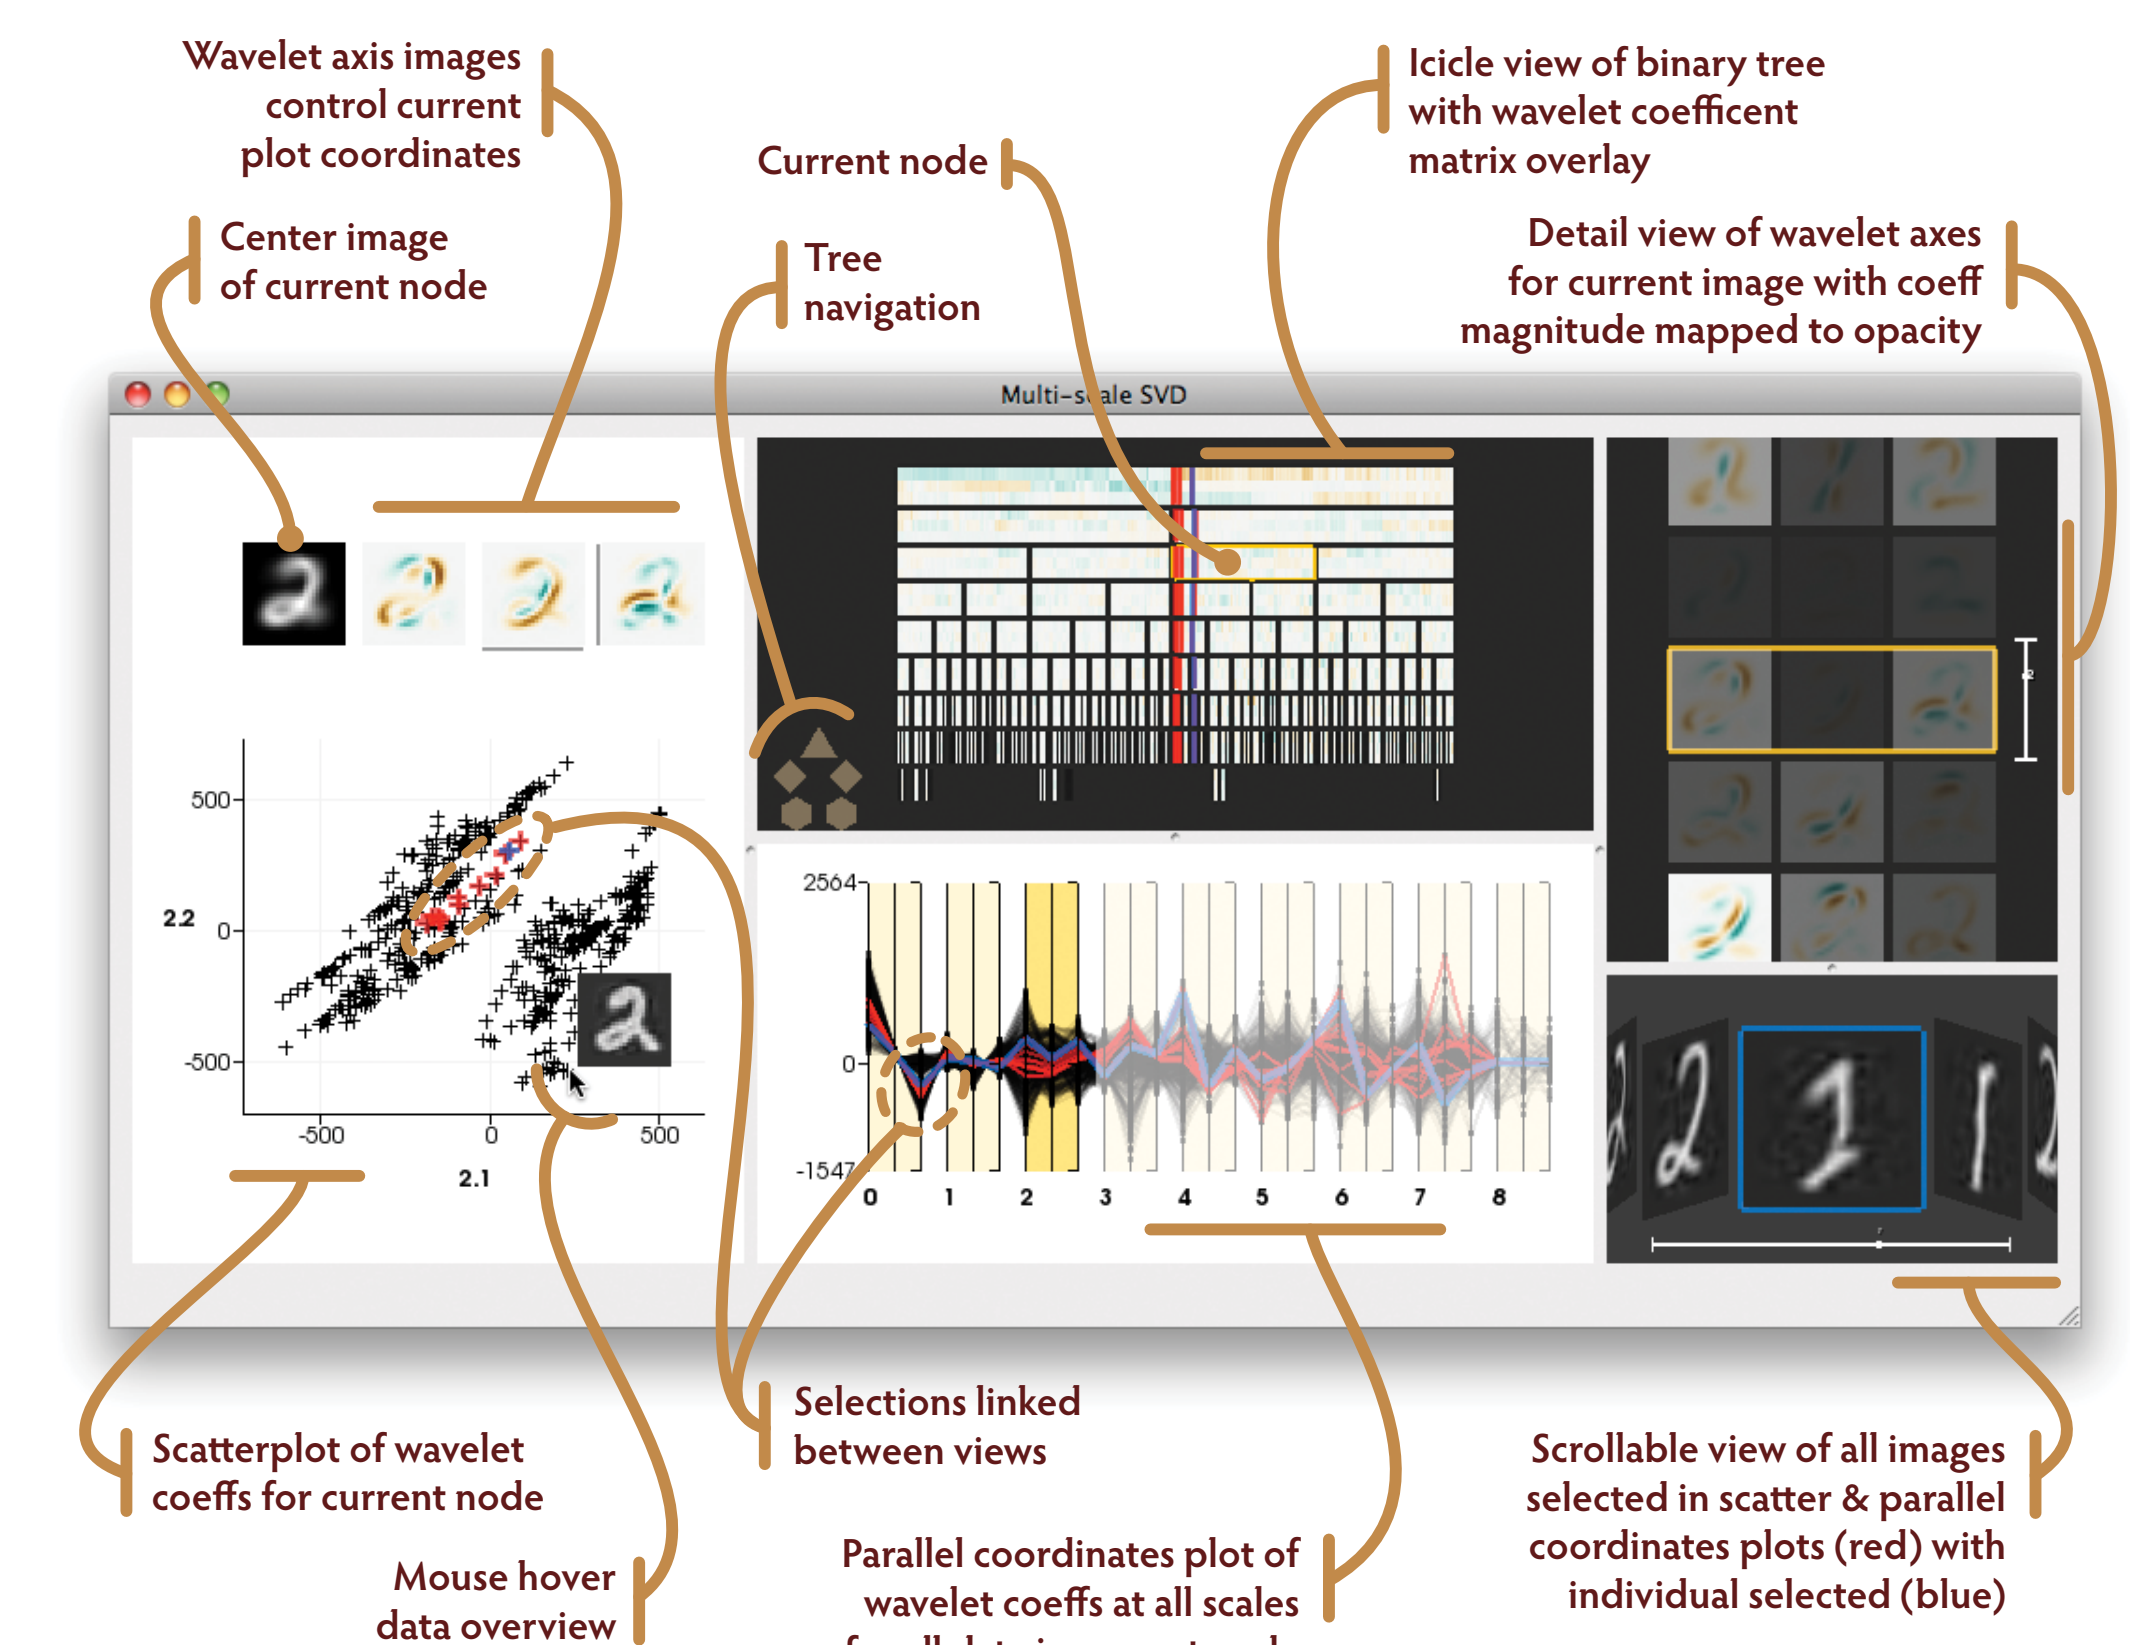 Wavelet axis images
control current
plot coordinates
Icicle view of binary tree
with wavelet coefficent
matrix overlay
Current node
Center image
of current node
Tree
navigation
Detail view of wavelet axes
for current image with coeff
magnitude mapped to opacity
Multi-scale SVD
500
0
-500
2.2
-500
0
500
2.1
2564
0
-1547
0 1 2 3 4 5 6 7 8
Selections linked
between views
Scatterplot of wavelet
coeffs for current node
Mouse hover
data overview
Parallel coordinates plot of
wavelet coeffs at all scales
Scrollable view of all images
selected in scatter & parallel
coordinates plots (red) with
individual selected (blue)